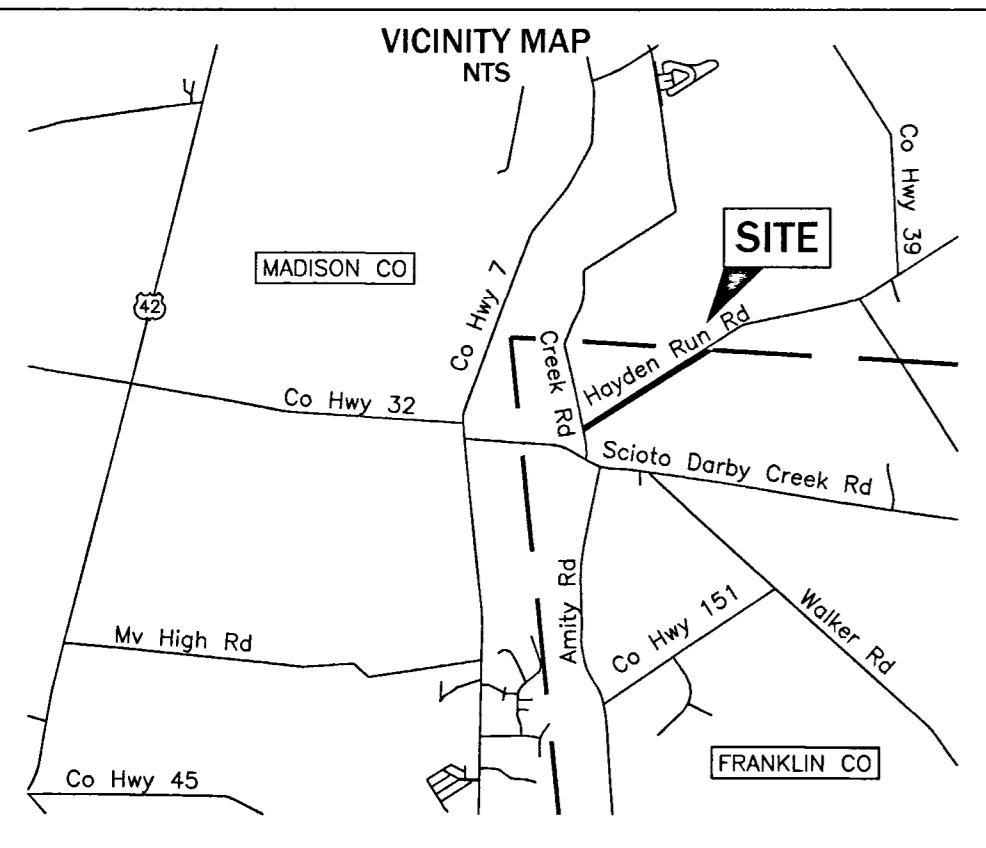 VICINITY MAP
NTS
Co Hwy 39
SITE
MADISON CO
42
Co Hwy 7
Creek Rd
Hayden Run Rd
Co Hwy 32
Scioto Darby Creek Rd
Amity Rd
Co Hwy 151
Walker Rd
Mv High Rd
FRANKLIN CO
Co Hwy 45